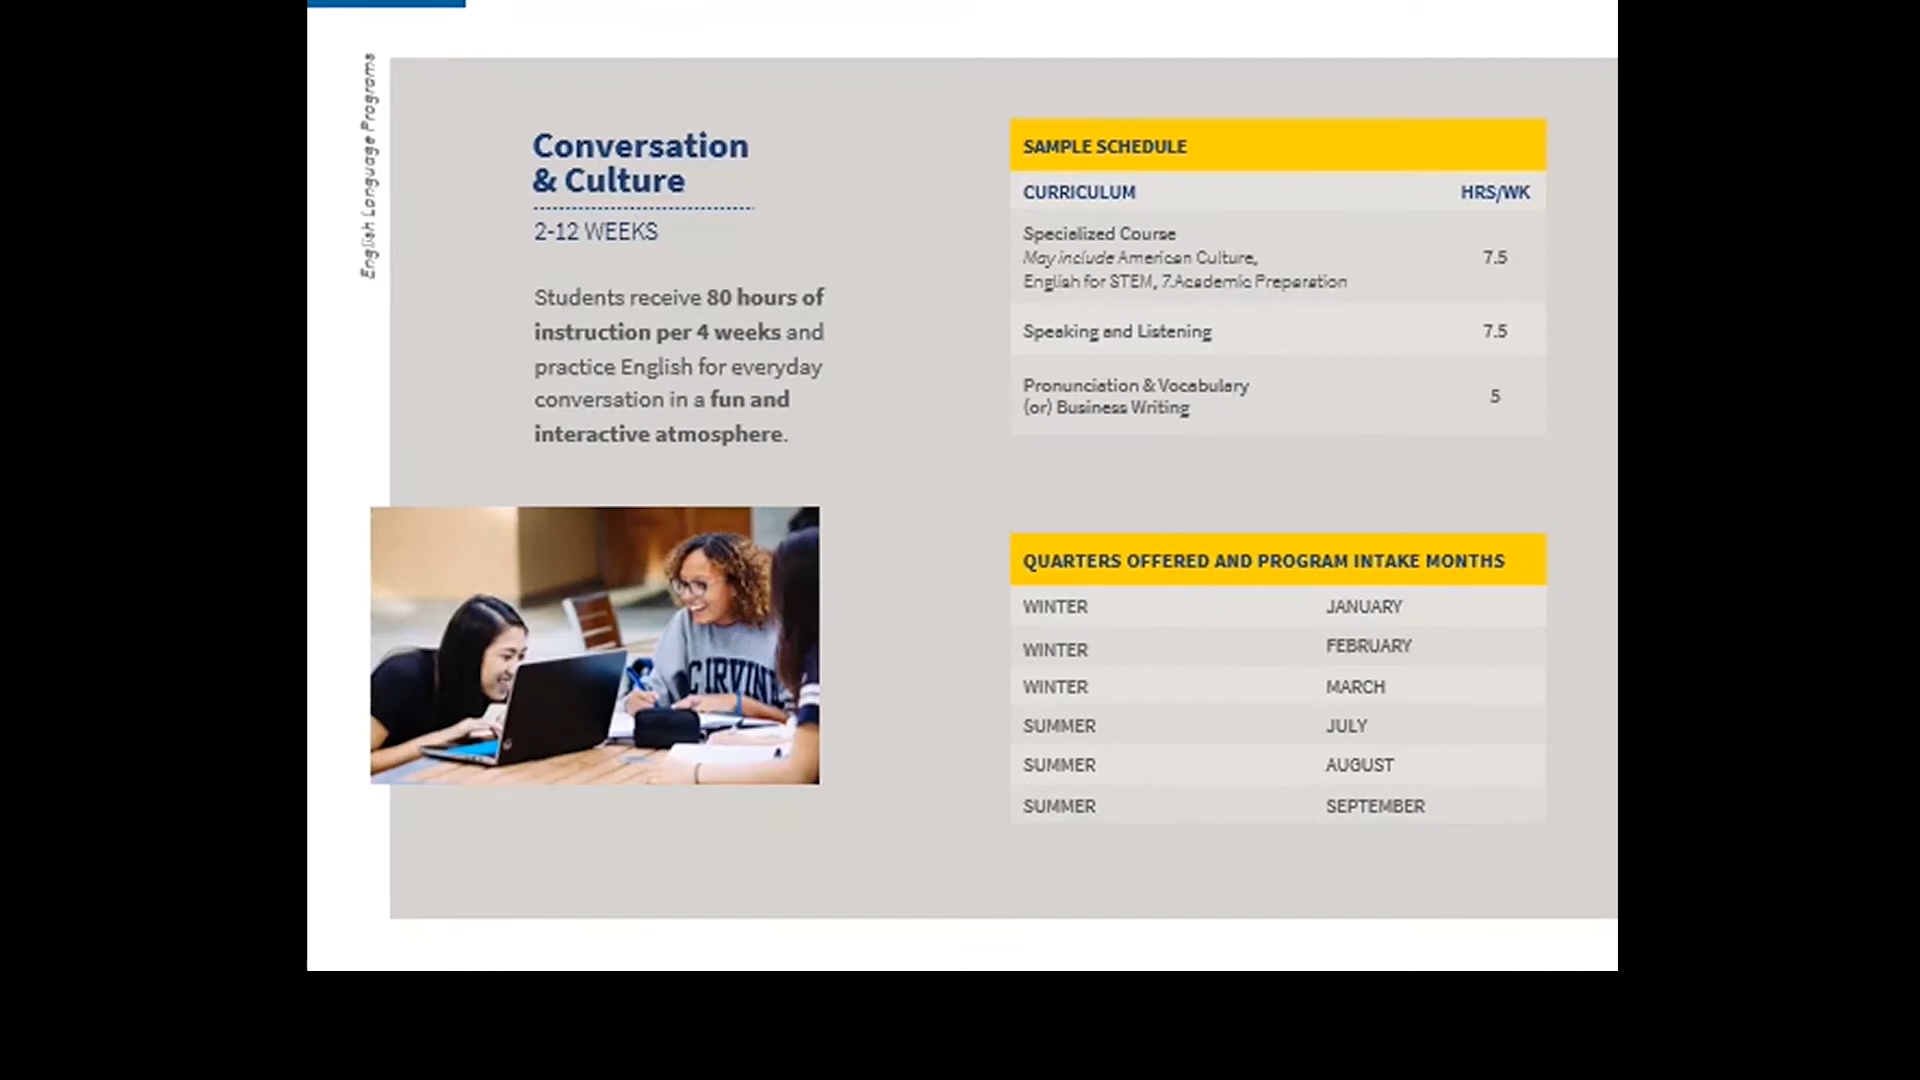 English Language Programs
Conversation
& Culture
2-12 WEEKS
Students receive 80 hours of
instruction per 4 weeks and
practice English for everyday
conversation in a fun and
interactive atmosphere.
SAMPLE SCHEDULE
CURRICULUM HRS/WK
Specialized Course
May include American Culture,
English for STEM, 7.Academic Preparation
7.5
Speaking and Listening 7.5
Pronunciation & Vocabulary
(or) Business Writing
5
QUARTERS OFFERED AND PROGRAM INTAKE MONTHS
WINTER JANUARY
WINTER FEBRUARY
WINTER MARCH
SUMMER JULY
SUMMER AUGUST
SUMMER SEPTEMBER